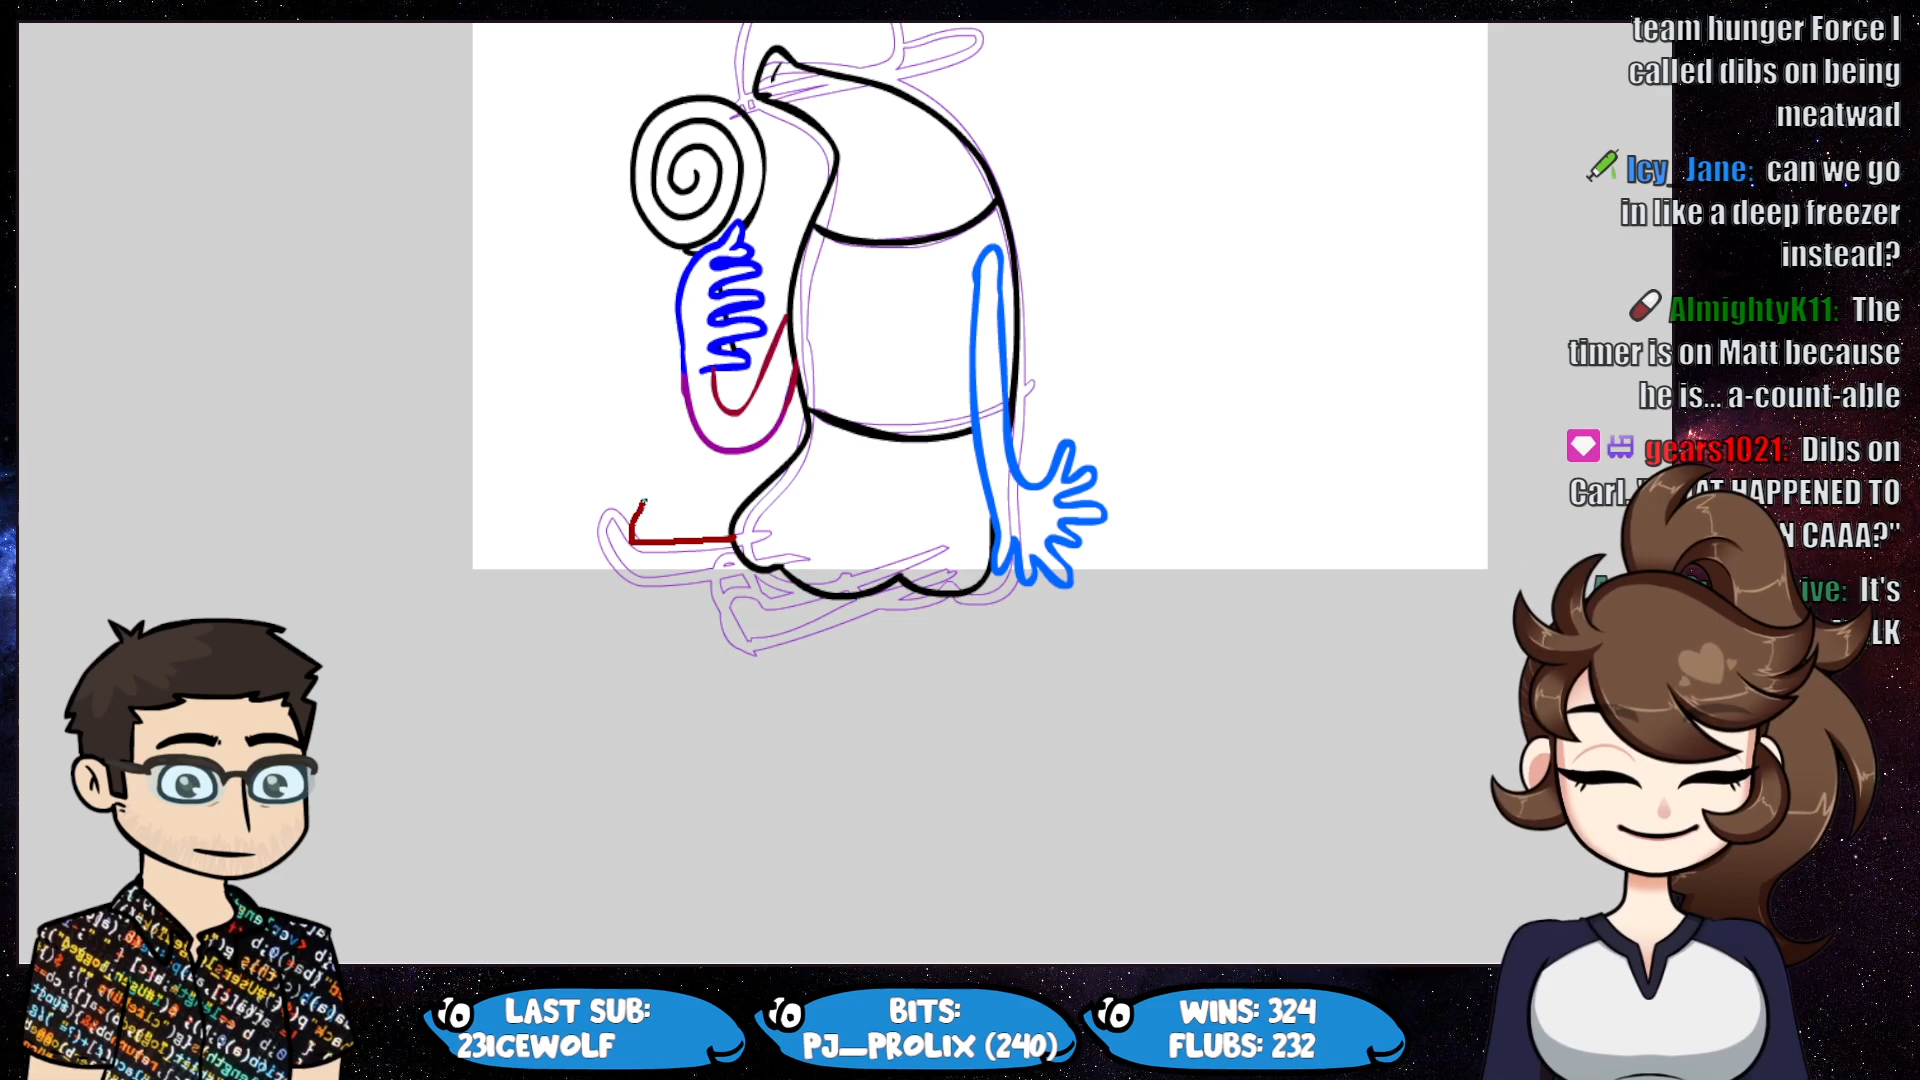 team hunger Force I
called dibs on being
meatwad
Icy_Jane: can we go
in like a deep freezer
instead?
AlmightyK11: The
timer is on Matt because
he is... a-count-able
gears1021: Dibs on
Carl. HAPPENED TO
CAAA?"
It's
LAST SUB:
23ICEWOLF
BITS:
PJ_PROLIX (240)
WINS: 324
FLUBS: 232